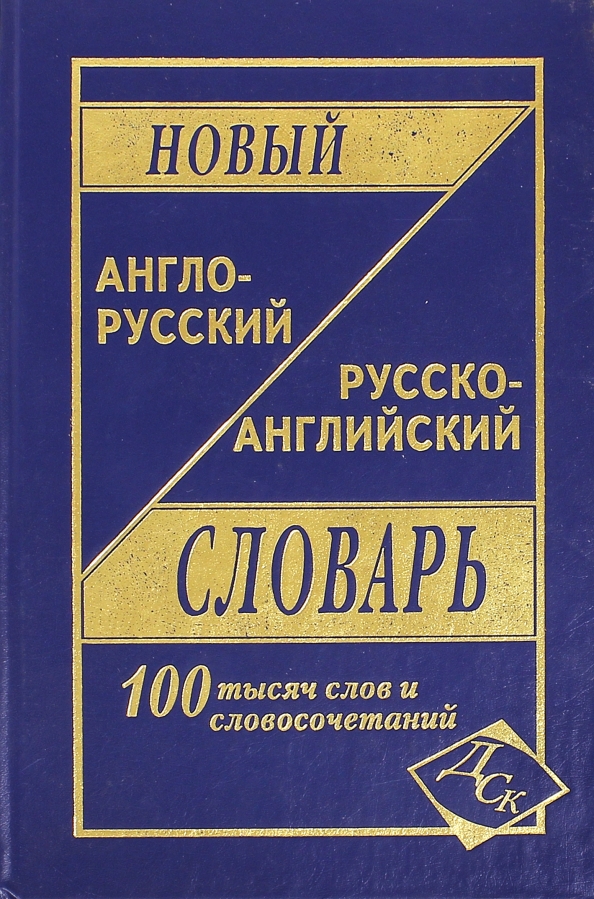 НОВЫЙ
АНГЛО-
РУССКИЙ
РУССКО-
АНГЛИЙСКИЙ
СЛОВАРЬ
100 тысяч слов и
словосочетаний
ДСК